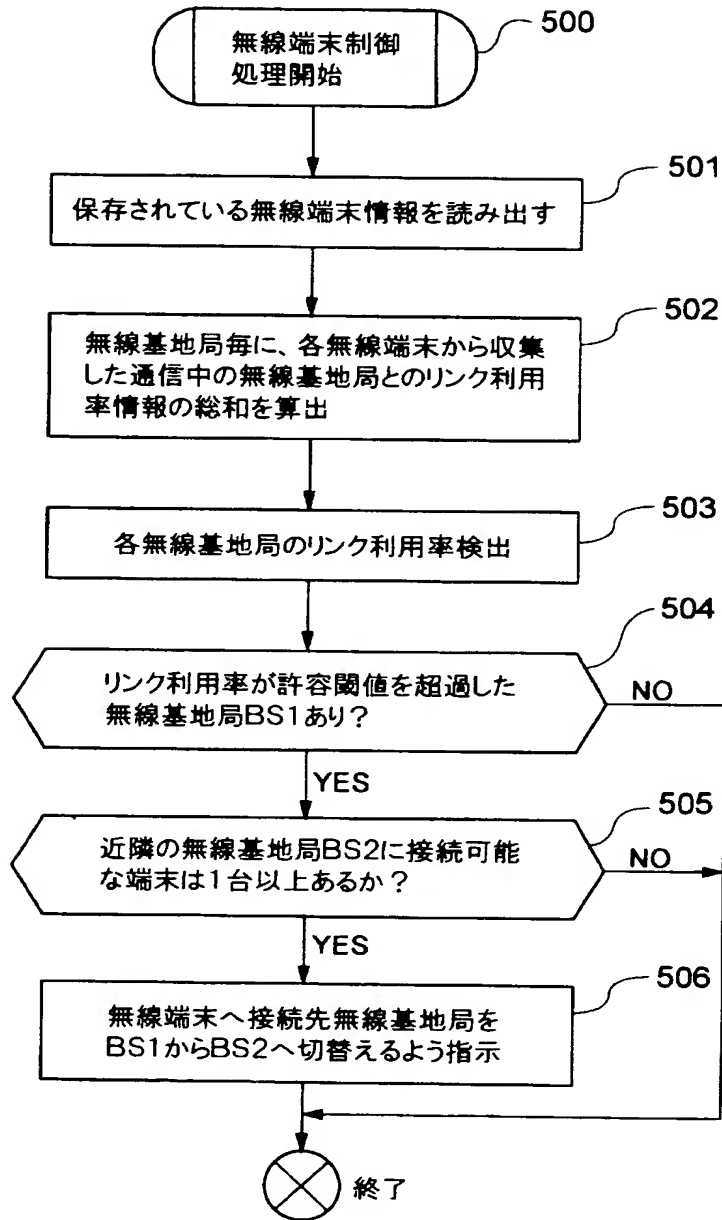 無線端末制御
処理開始
500
501
保存されている無線端末情報を読み出す
502
無線基地局毎に、各無線端末から収集
した通信中の無線基地局とのリンク利用
率情報の総和を算出
503
各無線基地局のリンク利用率検出
504
リンク利用率が許容閾値を超過した
無線基地局BS1あり?
NO
YES
505
近隣の無線基地局BS2に接続可能
な端末は1台以上あるか?
NO
YES
506
無線端末へ接続先無線基地局を
BS1からBS2へ切替えるよう指示
終了